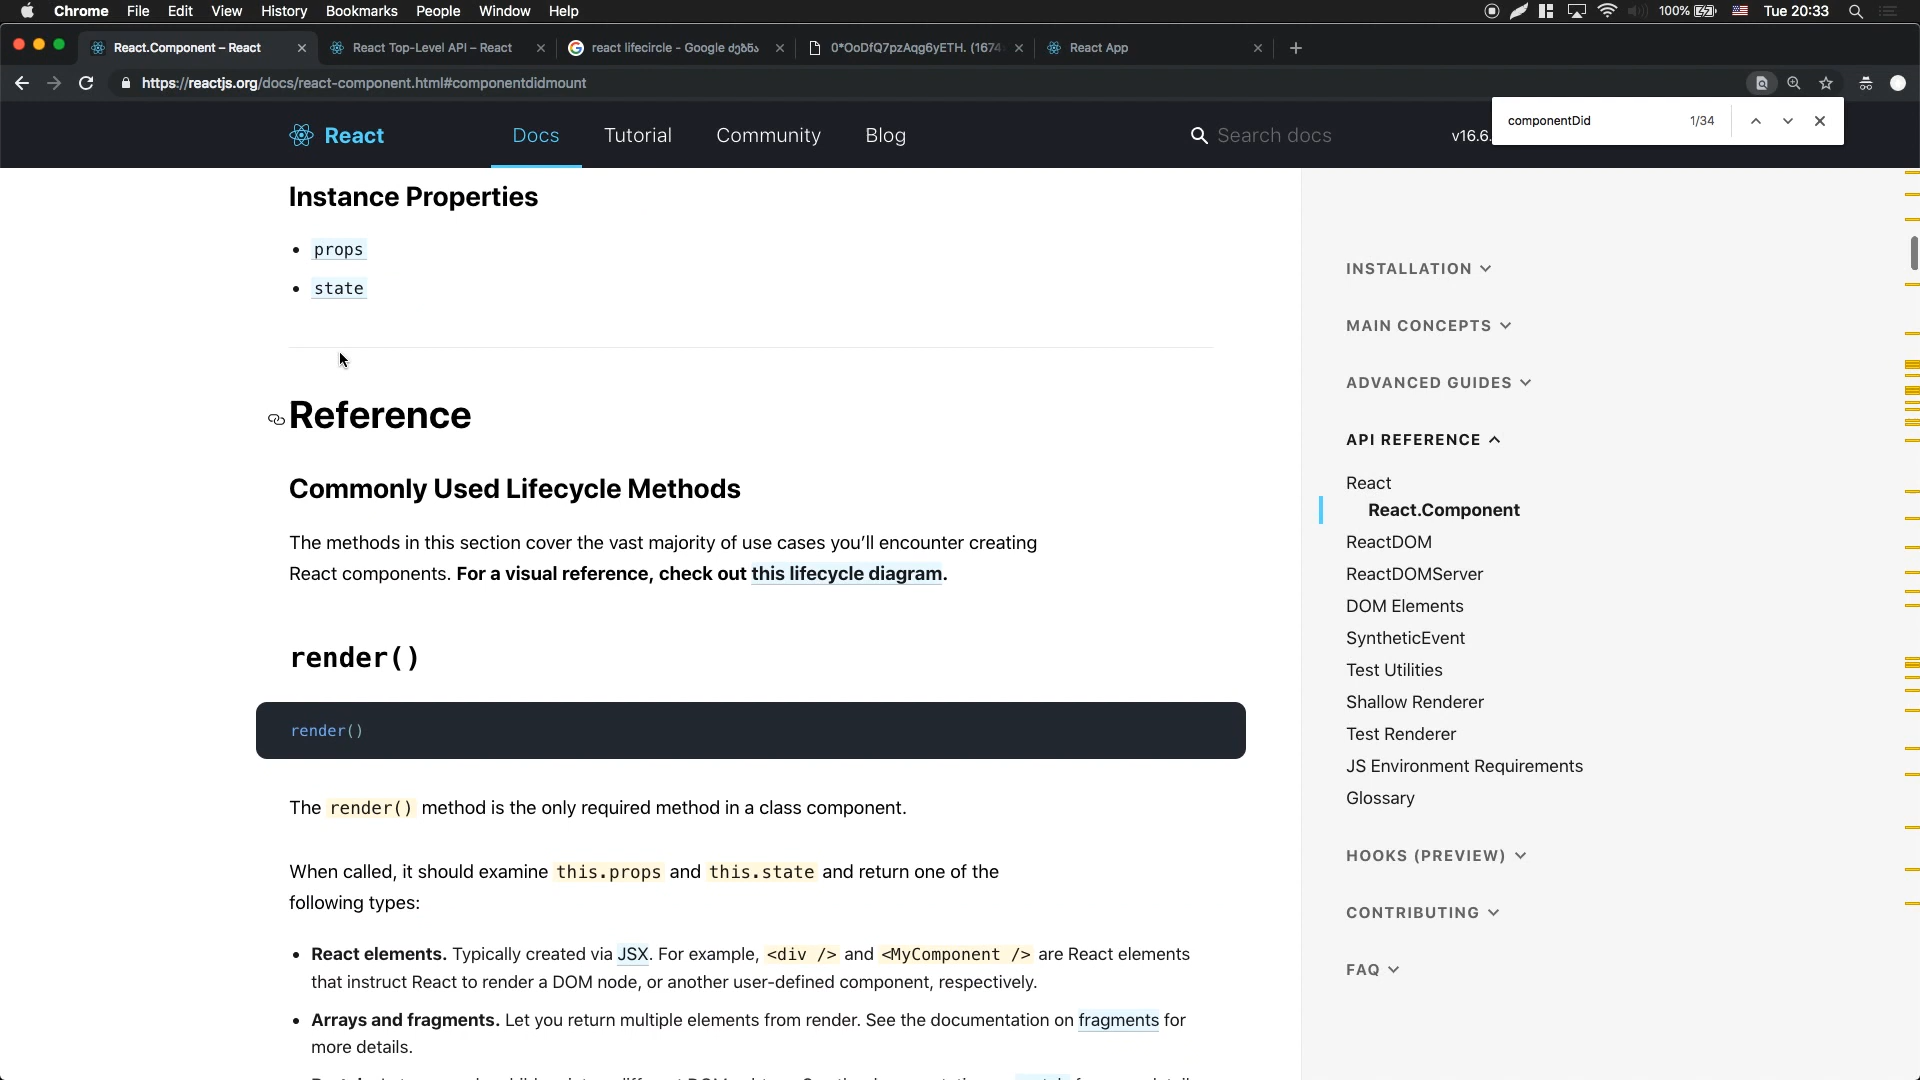 Chrome File Edit View History Bookmarks People Window Help 100% Tue 20:33
React.Component – React React Top-Level API – React react lifecircle - Google ძებნა 0*OoDfQ7pzAqg6yETH. (1674 React App
https://reactjs.org/docs/react-component.html#componentdidmount
componentDid 1/34
React Docs Tutorial Community Blog Search docs v16.6.
Instance Properties
props
state
Reference
Commonly Used Lifecycle Methods
The methods in this section cover the vast majority of use cases you’ll encounter creating
React components. For a visual reference, check out this lifecycle diagram.
render()
render()
The render() method is the only required method in a class component.
When called, it should examine this.props and this.state and return one of the
following types:
React elements. Typically created via JSX. For example, <div /> and <MyComponent /> are React elements
that instruct React to render a DOM node, or another user-defined component, respectively.
Arrays and fragments. Let you return multiple elements from render. See the documentation on fragments for
more details.
INSTALLATION
MAIN CONCEPTS
ADVANCED GUIDES
API REFERENCE
React
React.Component
ReactDOM
ReactDOMServer
DOM Elements
SyntheticEvent
Test Utilities
Shallow Renderer
Test Renderer
JS Environment Requirements
Glossary
HOOKS (PREVIEW)
CONTRIBUTING
FAQ